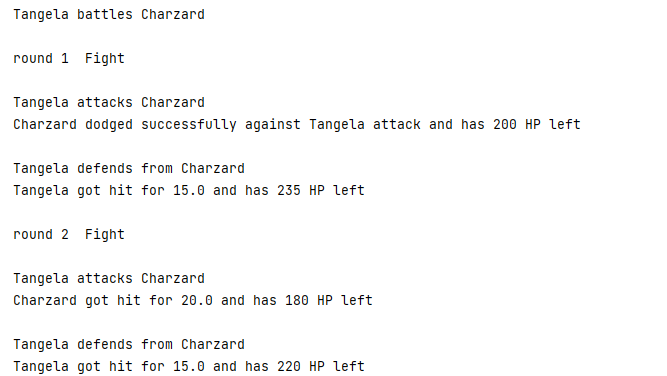 Tangela battles Charzard
round 1  Fight
Tangela attacks Charzard
Charzard dodged successfully against Tangela attack and has 200 HP left
Tangela defends from Charzard
Tangela got hit for 15.0 and has 235 HP left
round 2  Fight
Tangela attacks Charzard
Charzard got hit for 20.0 and has 180 HP left
Tangela defends from Charzard
Tangela got hit for 15.0 and has 220 HP left